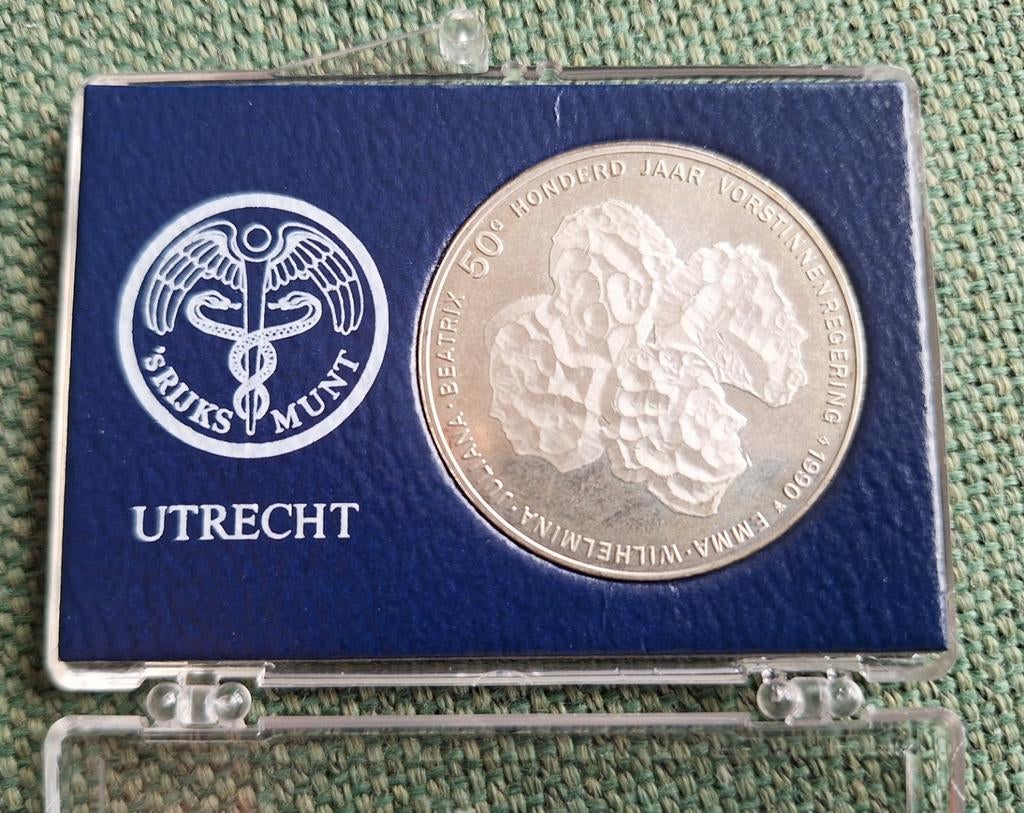 'S RIJKS MUNT
UTRECHT
50G HONDERD JAAR VORSTINNENREGERING 1990 EMMA · WILHELMINA · JULIANA · BEATRIX